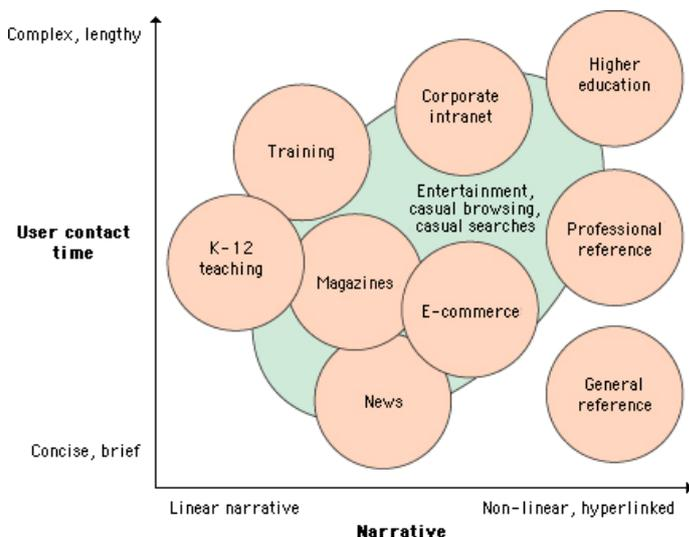 Complex, lengthy
Higher
education
Corporate
intranet
Training
Entertainment,
casual browsing,
casual searches
User contact
time
K-12
teaching
Professional
reference
Magazines
E-commerce
General
reference
News
Concise, brief
Linear narrative
Non-linear, hyperlinked
Narrative